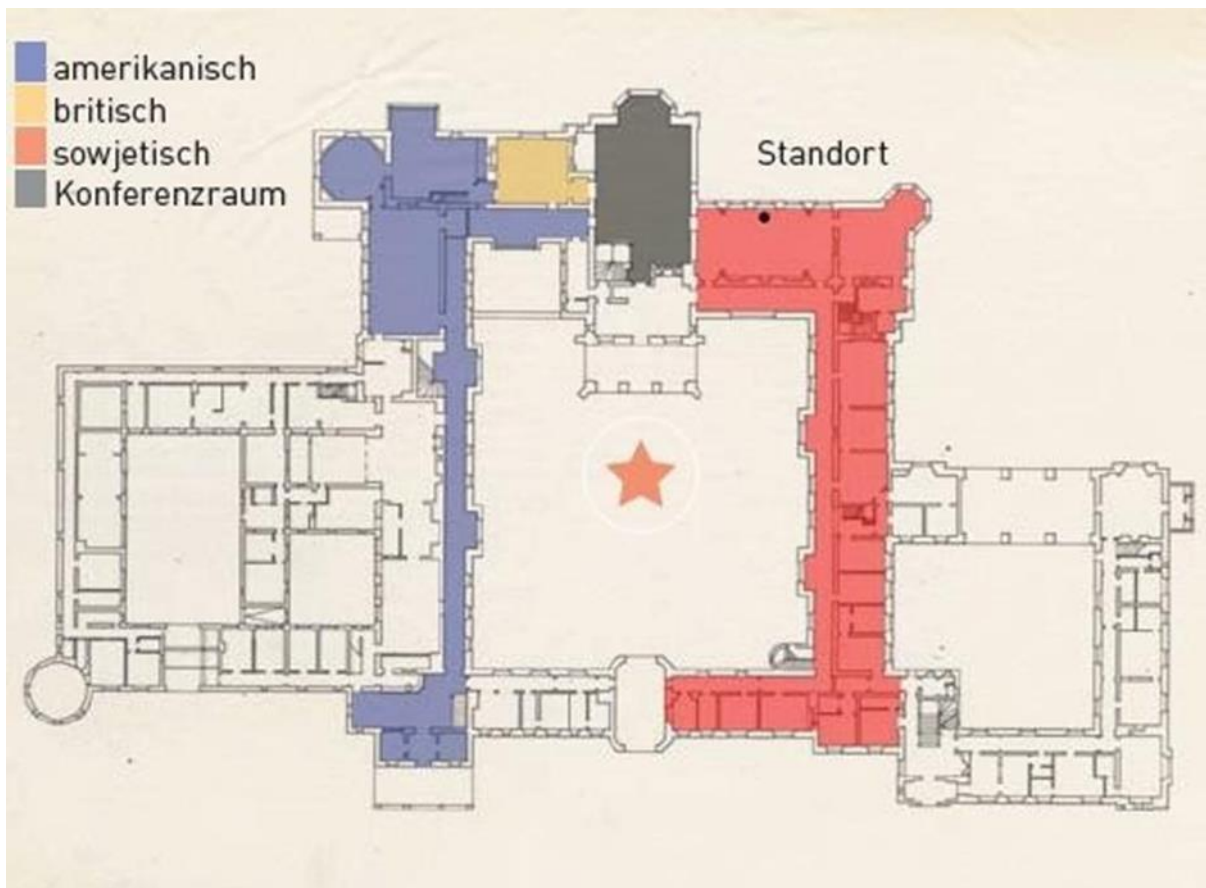 amerikanisch
britisch
sowjetisch
Konferenzraum
Standort